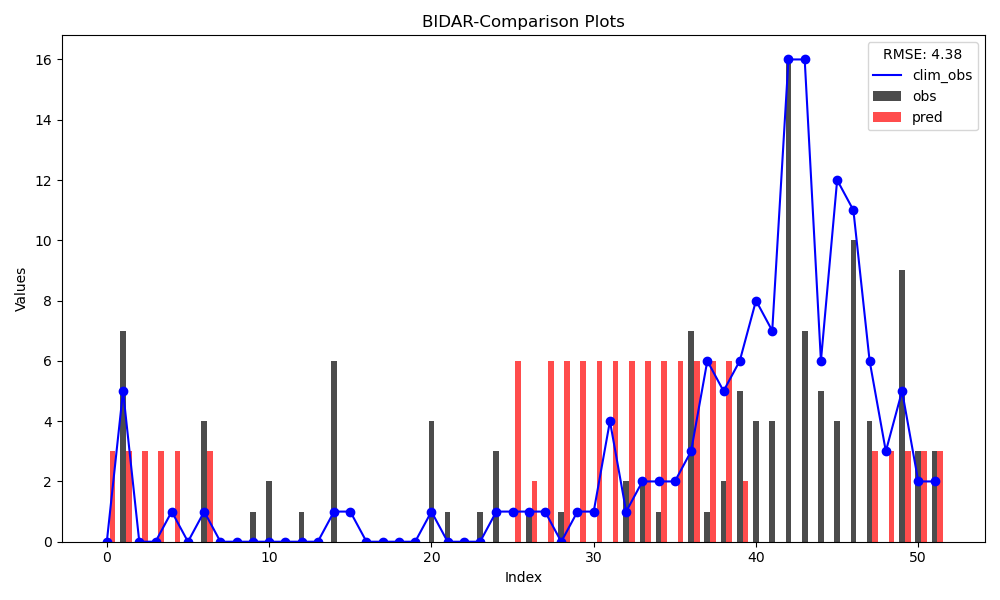 BIDAR-Comparison Plots
RMSE: 4.38
clim_obs
obs
pred
Values
16
14
12
10
8
6
4
2
0
0 10 20 30 40 50
Index